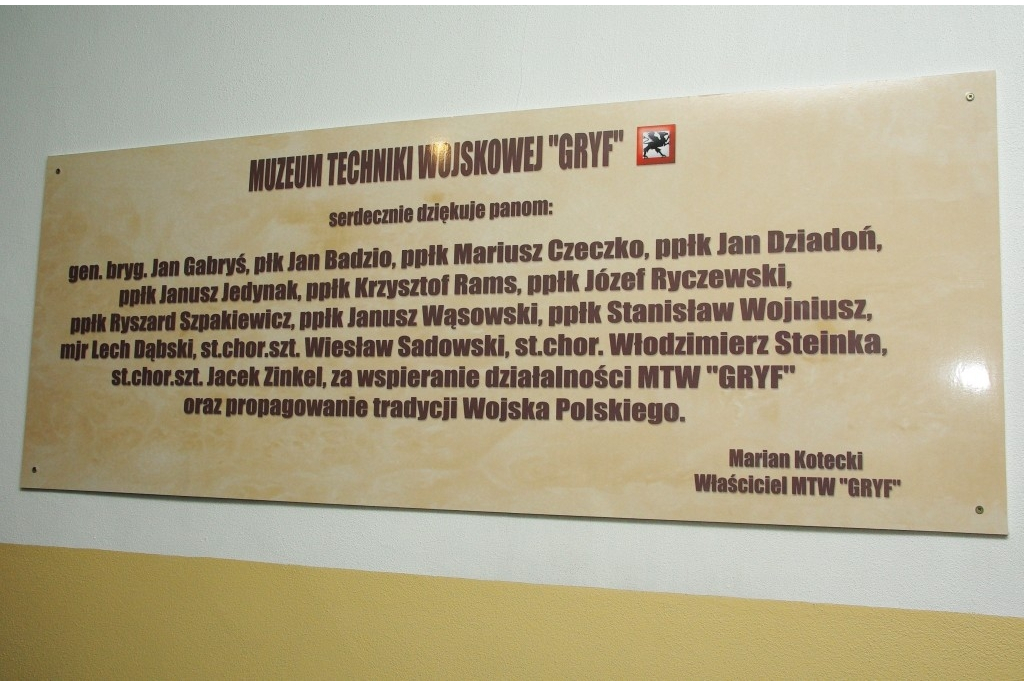 MUZEUM TECHNIKI WOJSKOWEJ "GRYF"
serdecznie dziękuje panom:
gen. bryg. Jan Gabryś, płk Jan Badzio, ppłk Mariusz Czeczko, ppłk Jan Dziadoń,
ppłk Janusz Jedynak, ppłk Krzysztof Rams, ppłk Józef Ryczewski,
ppłk Ryszard Szpakiewicz, ppłk Janusz Wąsowski, ppłk Stanisław Wojniusz,
mjr Lech Dąbski, st.chor.szt. Wiesław Sadowski, st.chor. Włodzimierz Steinka,
st.chor.szt. Jacek Zinkel, za wspieranie działalności MTW "GRYF"
oraz propagowanie tradycji Wojska Polskiego.
Marian Kotecki
Właściciel MTW "GRYF"